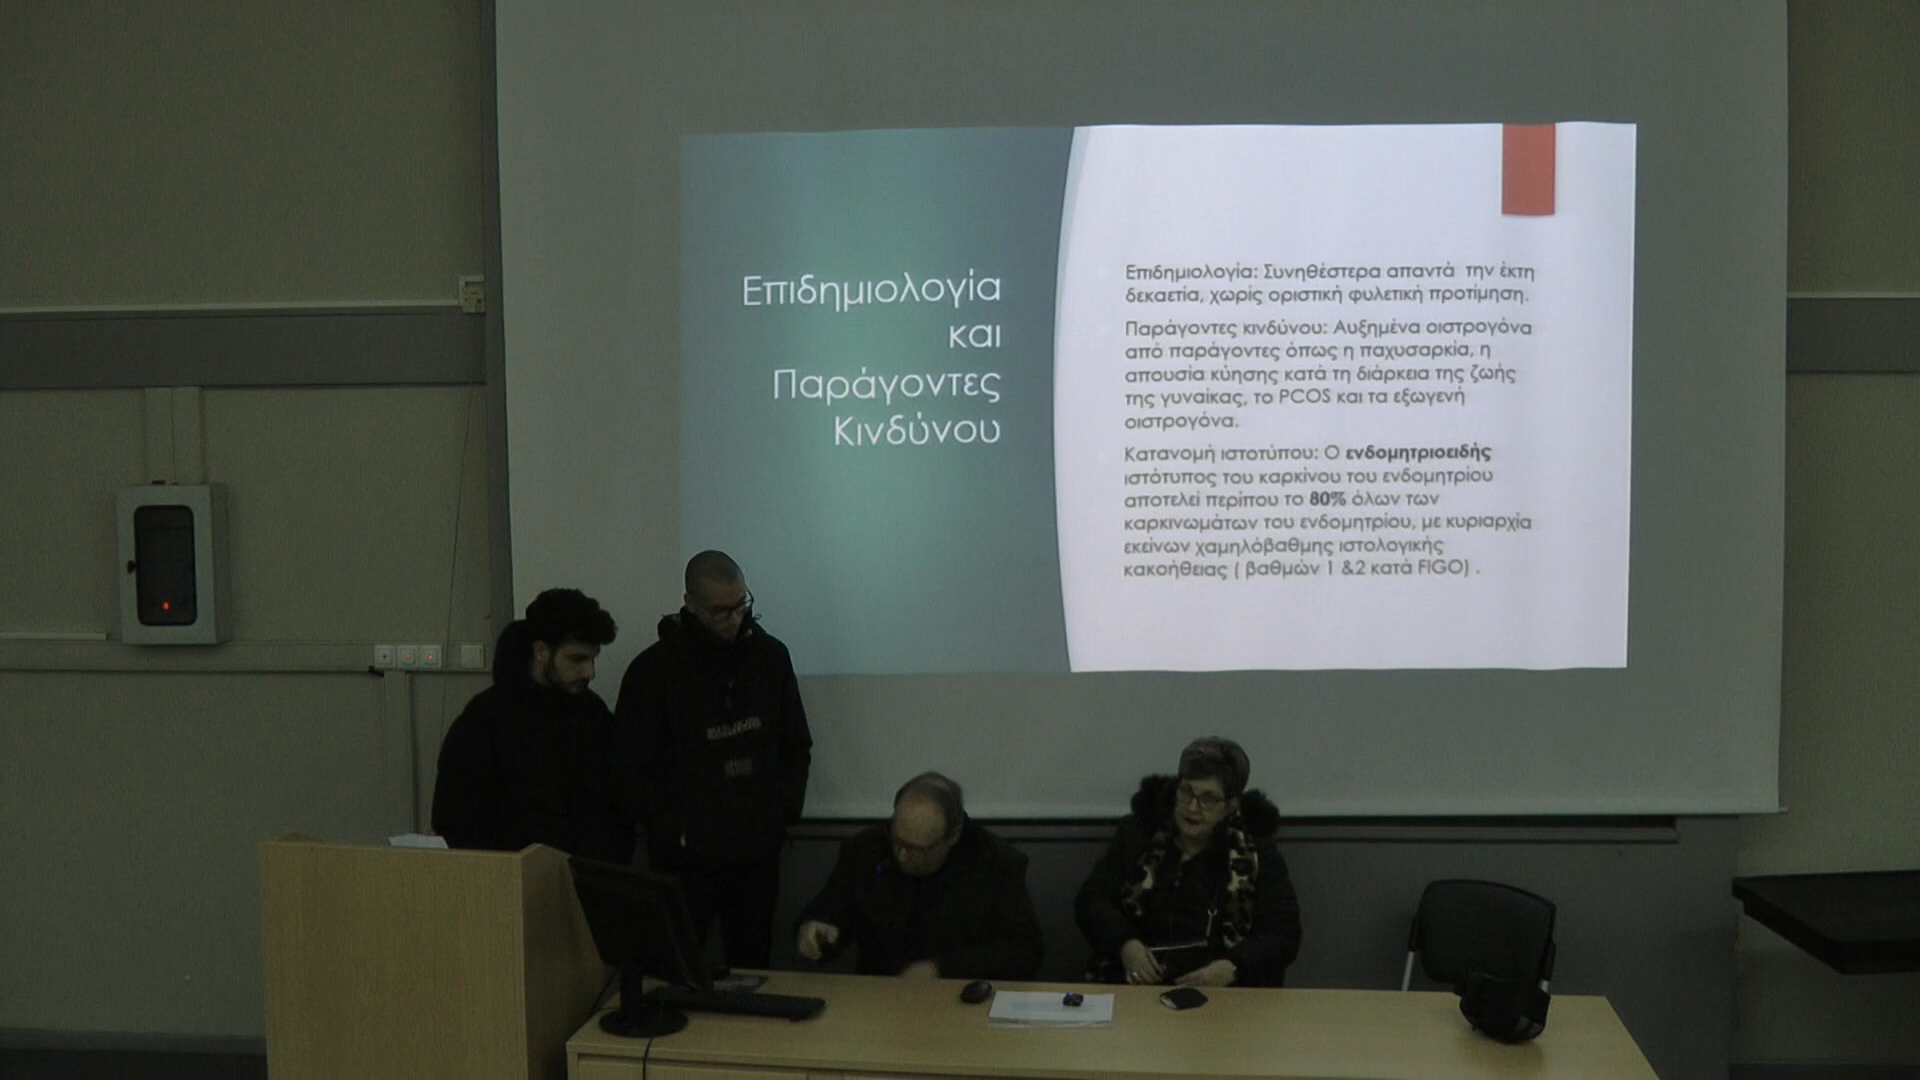 Επιδημιολογία
και
Παράγοντες
Κινδύνου
Επιδημιολογία: Συνηθέστερα απαντά την έκτη
δεκαετία, χωρίς οριστική φυλετική προτίμηση.
Παράγοντες κινδύνου: Αυξημένα οιστρογόνα
από παράγοντες όπως η παχυσαρκία, η
απουσία κύησης κατά τη διάρκεια της ζωής
της γυναίκας, το PCOS και τα εξωγενή
οιστρογόνα.
Κατανομή ιστοτύπου: Ο ενδομητριοειδής
ιστότυπος του καρκίνου του ενδομητρίου
αποτελεί περίπου το 80% όλων των
καρκινωμάτων του ενδομητρίου, με κυριαρχία
εκείνων χαμηλόβαθμης ιστολογικής
κακοήθειας ( βαθμών 1 &2 κατά FIGO) .